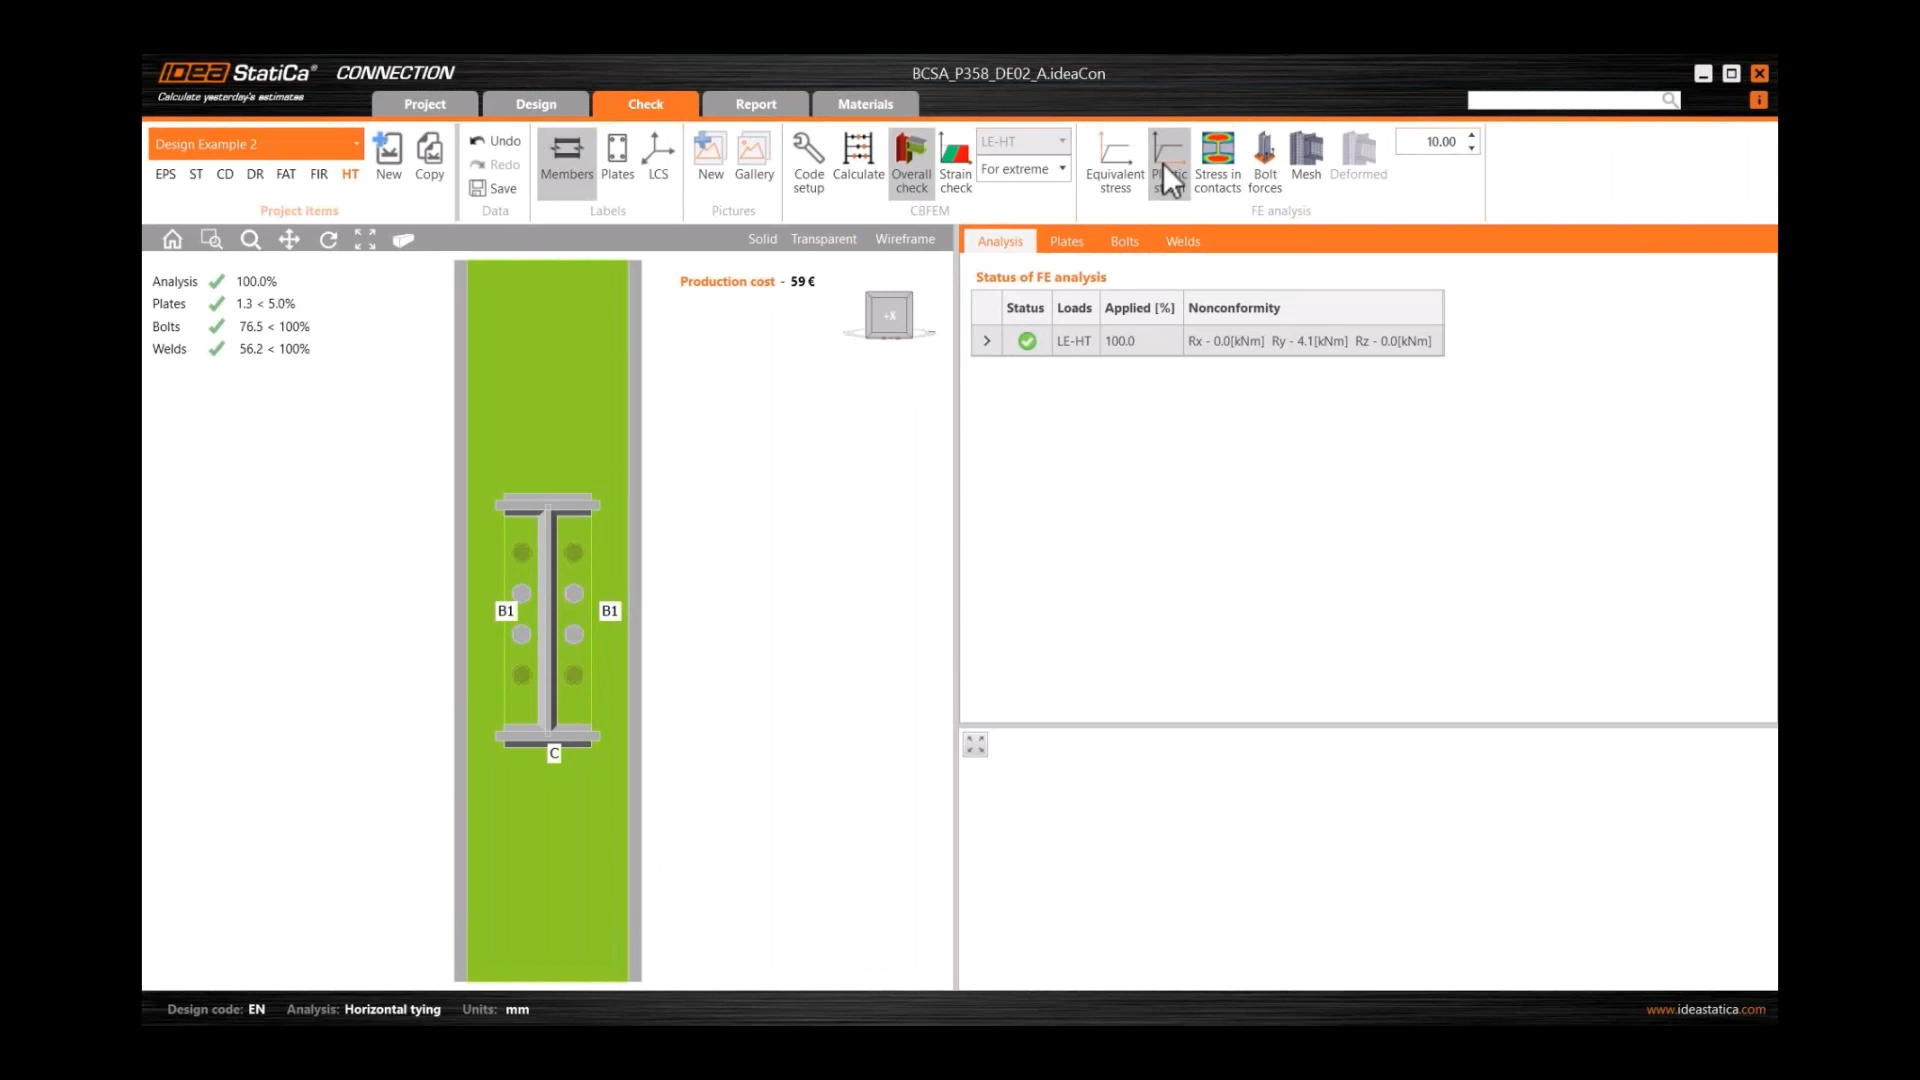 IDEA StatiCa® CONNECTION
Calculate yesterday's estimates
BCSA_P358_DE02_A.ideaCon
Project Design Check Report Materials
Design Example 2
EPS ST CD DR FAT FIR HT
New Copy
Project items
Undo
Redo
Save
Data
Members Plates LCS
Labels
New Gallery
Pictures
Code setup
Calculate
Overall check
Strain check
LE-HT
For extreme
CBFEM
Equivalent stress
Stress in contacts
Bolt forces
Mesh
Deformed
10.00
FE analysis
Solid Transparent Wireframe
Analysis 100.0%
Plates 1.3 < 5.0%
Bolts 76.5 < 100%
Welds 56.2 < 100%
Production cost - 59 €
+X
B1 B1
C
Analysis Plates Bolts Welds
Status of FE analysis
Status Loads Applied [%] Nonconformity
> LE-HT 100.0 Rx - 0.0[kNm] Ry - 4.1[kNm] Rz - 0.0[kNm]
Design code: EN Analysis: Horizontal tying Units: mm
www.ideastatica.com